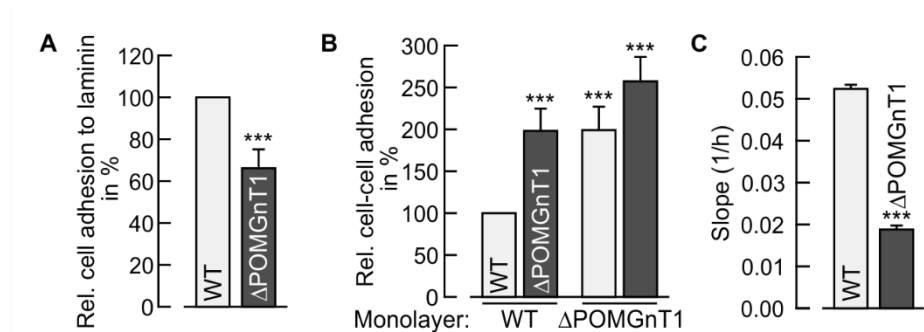 A
Rel. cell adhesion to laminin
in %
120
100
80
60
40
20
0
WT
***
ΔPOMGnT1
B
Rel. cell-cell adhesion
in %
300
250
200
150
100
50
0
WT
***
ΔPOMGnT1
***
***
Monolayer: WT ΔPOMGnT1
C
Slope (1/h)
0.06
0.05
0.04
0.03
0.02
0.01
0.00
WT
***
ΔPOMGnT1